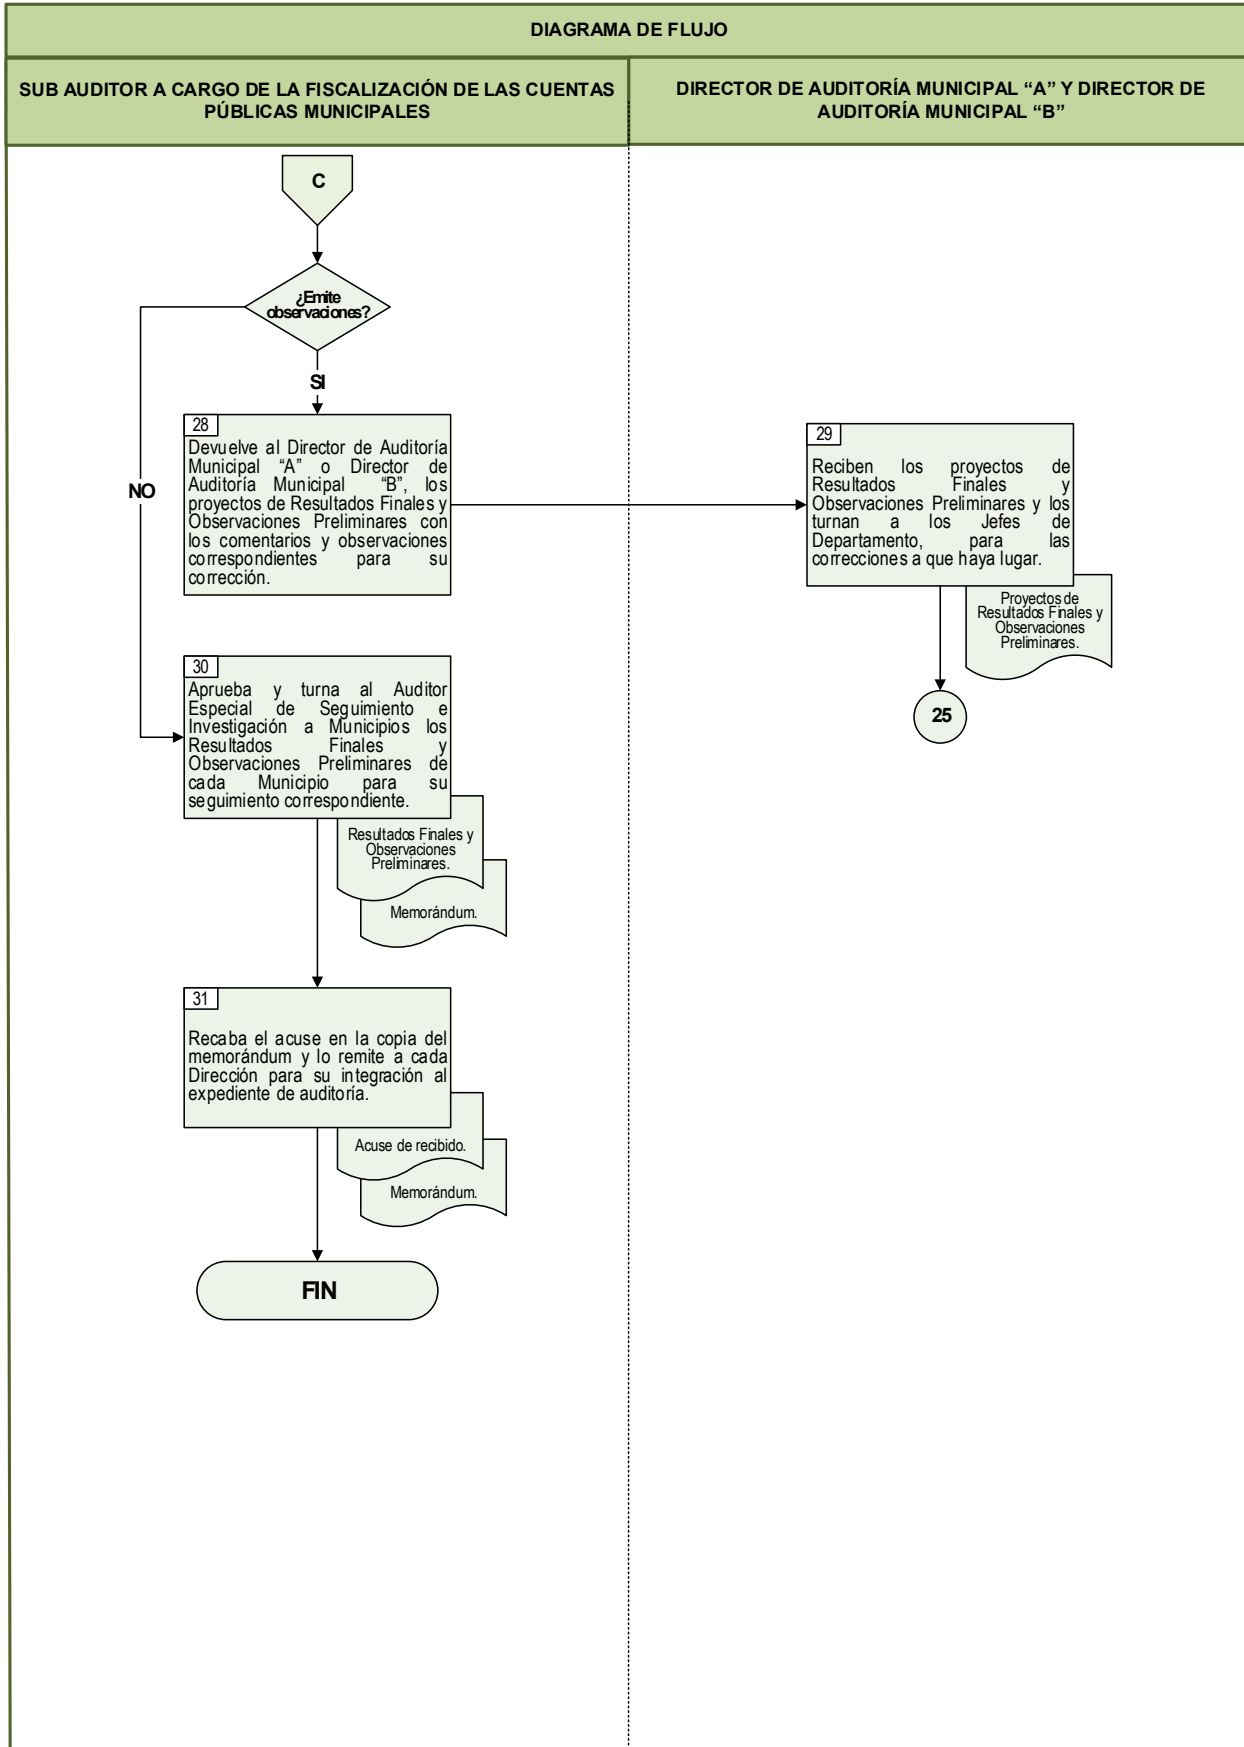 DIAGRAMA DE FLUJO
SUB AUDITOR A CARGO DE LA FISCALIZACIÓN DE LAS CUENTAS
PÚBLICAS MUNICIPALES
DIRECTOR DE AUDITORÍA MUNICIPAL “A” Y DIRECTOR DE
AUDITORÍA MUNICIPAL “B”
C
¿Emite
observaciones?
SI
NO
28
Devuelve al Director de Auditoría
Municipal “A” o Director de
Auditoría Municipal “B”, los
proyectos de Resultados Finales y
Observaciones Preliminares con
los comentarios y observaciones
correspondientes para su
corrección.
29
Reciben los proyectos de
Resultados Finales y
Observaciones Preliminares y los
turnan a los Jefes de
Departamento, para las
correcciones a que haya lugar.
Proyectos de
Resultados Finales y
Observaciones
Preliminares.
25
30
Aprueba y turna al Auditor
Especial de Seguimiento e
Investigación a Municipios los
Resultados Finales y
Observaciones Preliminares de
cada Municipio para su
seguimiento correspondiente.
Resultados Finales y
Observaciones
Preliminares.
Memorándum.
31
Recaba el acuse en la copia del
memorándum y lo remite a cada
Dirección para su integración al
expediente de auditoría.
Acuse de recibido.
Memorándum.
FIN